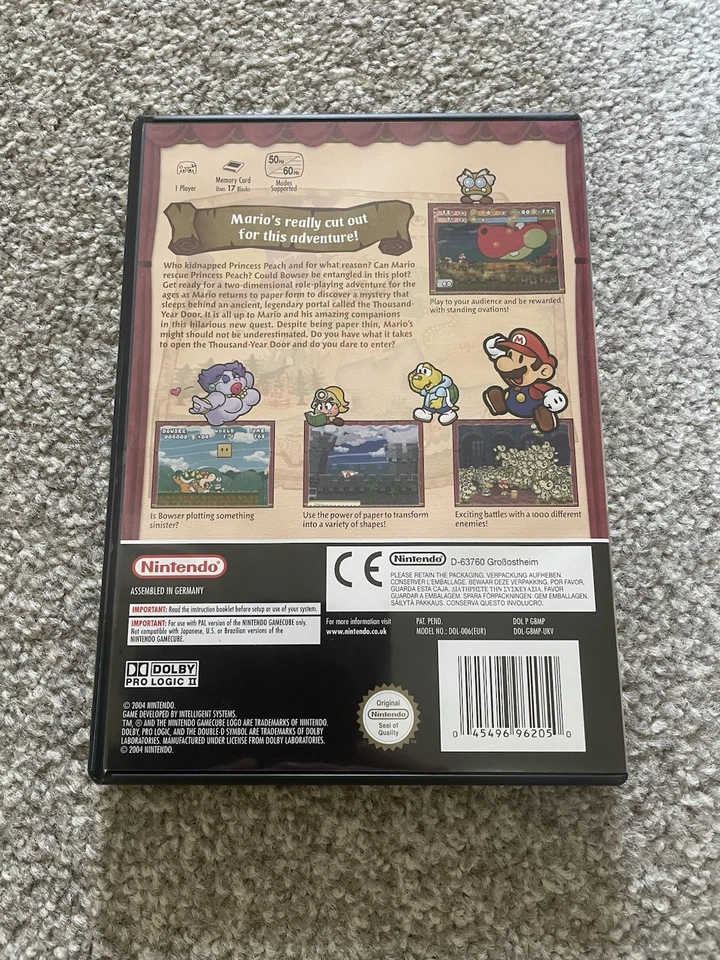 50Hz
60Hz
1 Player
Memory Card
Uses 17 Blocks
Modes
Supported
Mario's really cut out
for this adventure!
Who kidnapped Princess Peach and for what reason? Can Mario
rescue Princess Peach? Could Bowser be entangled in this plot?
Get ready for a two-dimensional role-playing adventure for the
ages as Mario returns to paper form to discover a mystery that
sleeps behind an ancient, legendary portal called the Thousand-
Year Door. It is all up to Mario and his amazing companions
in this hilarious new quest. Despite being paper thin, Mario's
might should not be underestimated. Do you have what it takes
to open the Thousand-Year Door and do you dare to enter?
Play to your audience and be rewarded
with standing ovations!
BOWSER WORLD TIME
Is Bowser plotting something
sinister?
Use the power of paper to transform
into a variety of shapes!
Exciting battles with a 1000 different
enemies!
Nintendo®
ASSEMBLED IN GERMANY
IMPORTANT: Read the instruction booklet before setup or use of your system.
IMPORTANT: For use with PAL version of the NINTENDO GAMECUBE only.
Not compatible with Japanese, U.S. or Brazilian versions of the
NINTENDO GAMECUBE.
CE Nintendo® D-63760 Großostheim
PLEASE RETAIN THE PACKAGING. VERPACKUNG AUFHEBEN.
CONSERVER L'EMBALLAGE. BEWAAR DEZE VERPAKKING. POR FAVOR,
GUARDA ESTA CAJA. ΔΙΑΤΗΡΗΣΤΕ ΤΗΝ ΣΥΣΚΕΥΑΣΙΑ. FAVOR
GUARDAR A EMBALAGEM. SPARA FÖRPACKNINGEN. GEM EMBALLAGEN.
SÄILYTÄ PAKKAUS. CONSERVA QUESTO INVOLUCRO.
For more information visit
www.nintendo.co.uk
PAT. PEND.
MODEL NO.: DOL-006(EUR)
DOL P G8MP
DOL-G8MP-UKV
DOLBY
PRO LOGIC II
© 2004 NINTENDO.
GAME DEVELOPED BY INTELLIGENT SYSTEMS.
TM, ® AND THE NINTENDO GAMECUBE LOGO ARE TRADEMARKS OF NINTENDO.
DOLBY, PRO LOGIC, AND THE DOUBLE-D SYMBOL ARE TRADEMARKS OF DOLBY
LABORATORIES. MANUFACTURED UNDER LICENSE FROM DOLBY LABORATORIES.
© 2004 NINTENDO.
Original
Nintendo
Seal of
Quality
TM
0 45496 96205 0